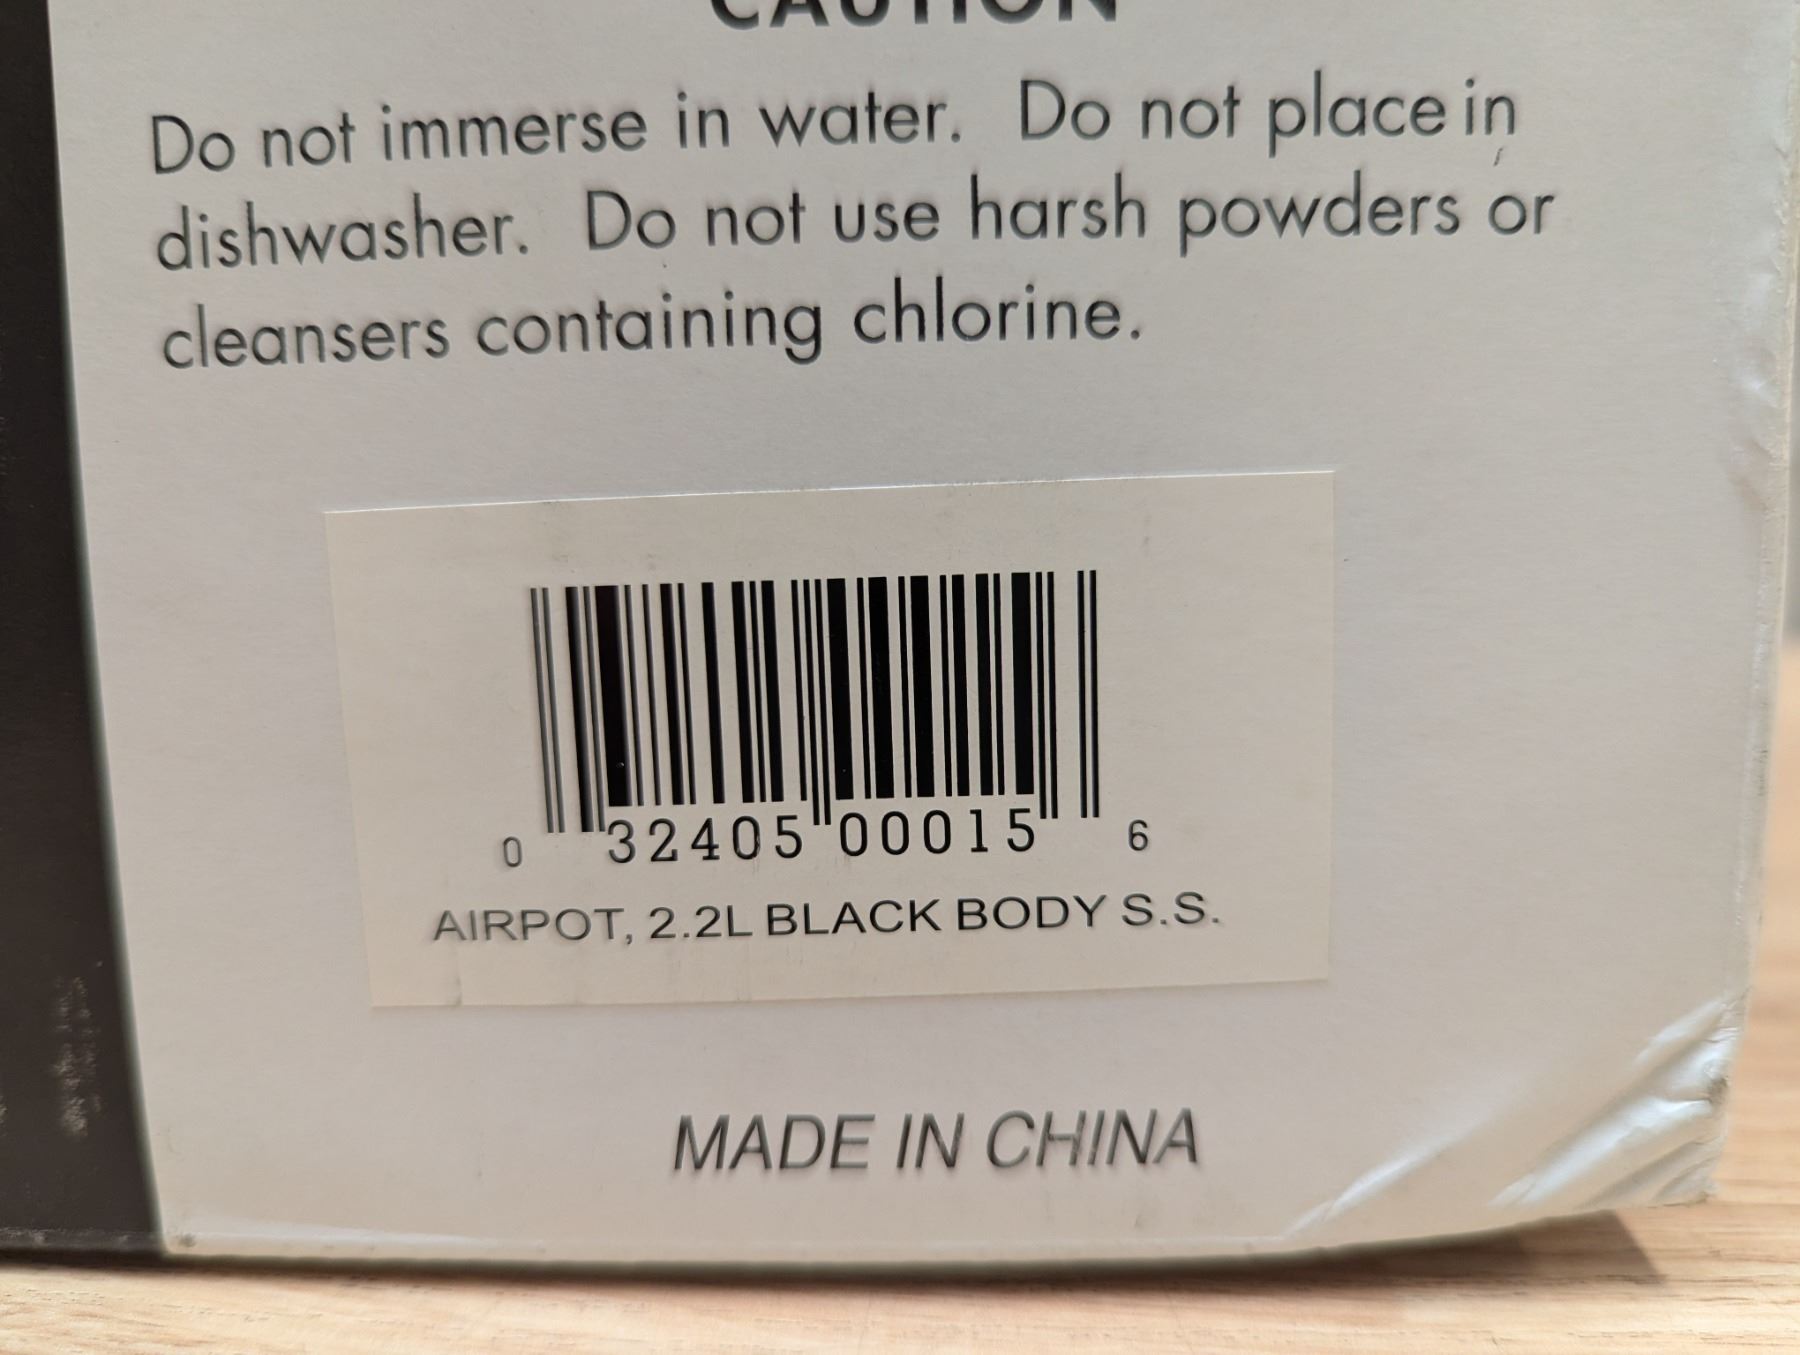 CAUTION
Do not immerse in water. Do not place in
dishwasher. Do not use harsh powders or
cleansers containing chlorine.
0 32405 00015 6
AIRPOT, 2.2L BLACK BODY S.S.
MADE IN CHINA